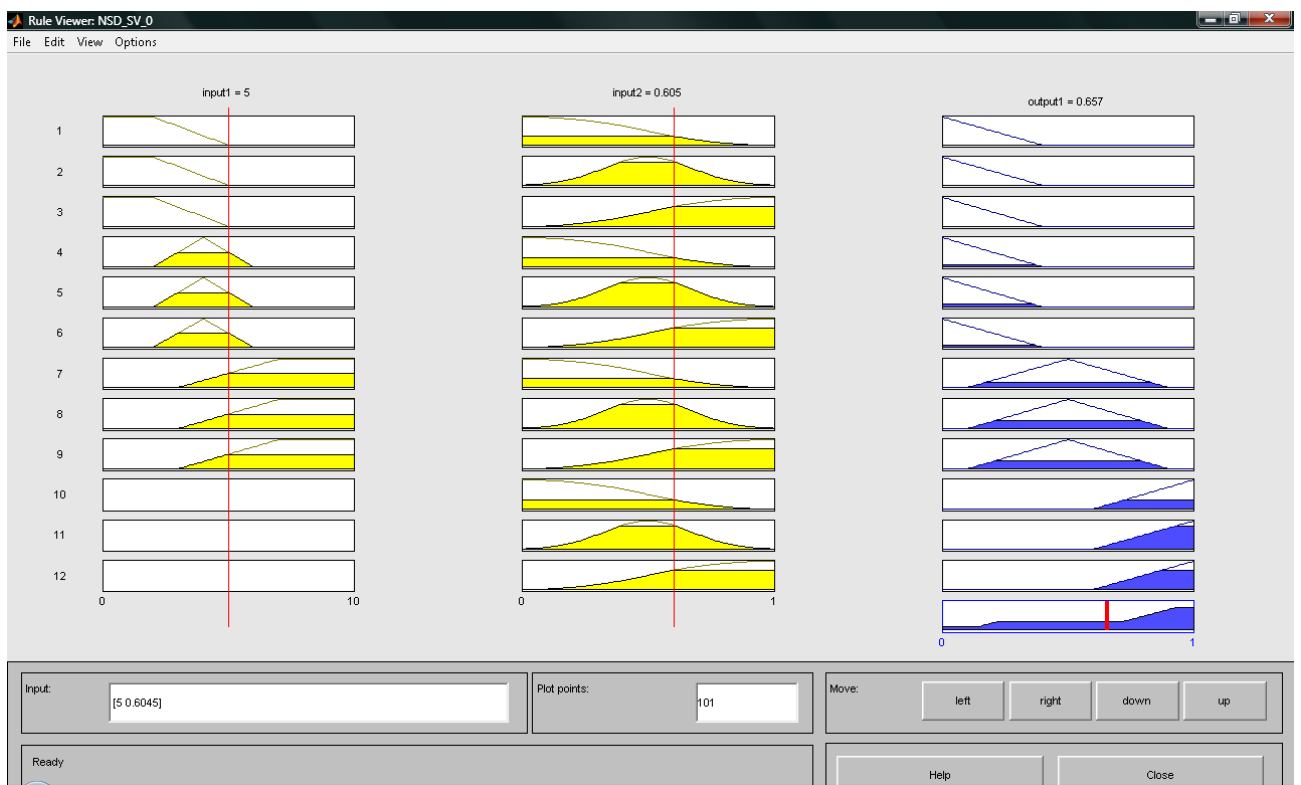 Rule Viewer: NSD_SV_0
File Edit View Options
input1 = 5
input2 = 0.605
output1 = 0.657
1
2
3
4
5
6
7
8
9
10
11
12
0 10
0 1
0 1
Input:
[5 0.6045]
Plot points:
101
Move:
left right down up
Ready
Help Close